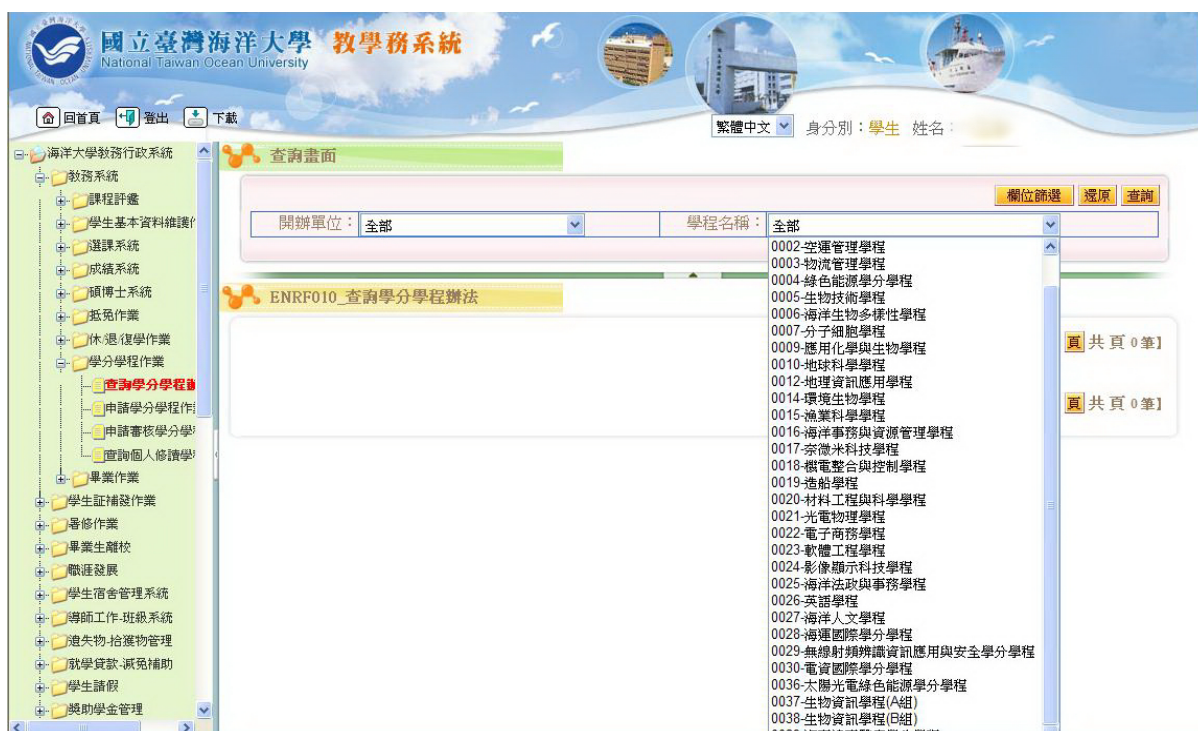 國立臺灣海洋大學 教學務系統
National Taiwan Ocean University
回首頁 登出 下載
繁體中文 身分別：學生 姓名：
海洋大學教務行政系統
教務系統
課程評鑑
學生基本資料維護
選課系統
成績系統
碩博士系統
抵免作業
休/退/復學作業
學分學程作業
查詢學分學程辦
申請學分學程作
申請審核學分學
查詢個人修讀學
畢業作業
學生証補發作業
暑修作業
畢業生離校
職涯發展
學生宿舍管理系統
導師工作-班級系統
遺失物-拾獲物管理
就學貸款-減免補助
學生請假
獎助學金管理
查詢畫面
欄位篩選 還原 查詢
開辦單位： 全部 學程名稱： 全部
0002-空運管理學程
0003-物流管理學程
0004-綠色能源學分學程
0005-生物技術學程
0006-海洋生物多樣性學程
0007-分子細胞學程
0009-應用化學與生物學程
0010-地球科學學程
0012-地理資訊應用學程
0014-環境生物學程
0015-漁業科學學程
0016-海洋事務與資源管理學程
0017-奈微米科技學程
0018-機電整合與控制學程
0019-造船學程
0020-材料工程與科學學程
0021-光電物理學程
0022-電子商務學程
0023-軟體工程學程
0024-影像顯示科技學程
0025-海洋法政與事務學程
0026-英語學程
0027-海洋人文學程
0028-海運國際學分學程
0029-無線射頻辨識資訊應用與安全學分學程
0030-電資國際學分學程
0036-太陽光電綠色能源學分學程
0037-生物資訊學程(A組)
0038-生物資訊學程(B組)
ENRF010_查詢學分學程辦法
頁 共 頁 0 筆】
頁 共 頁 0 筆】